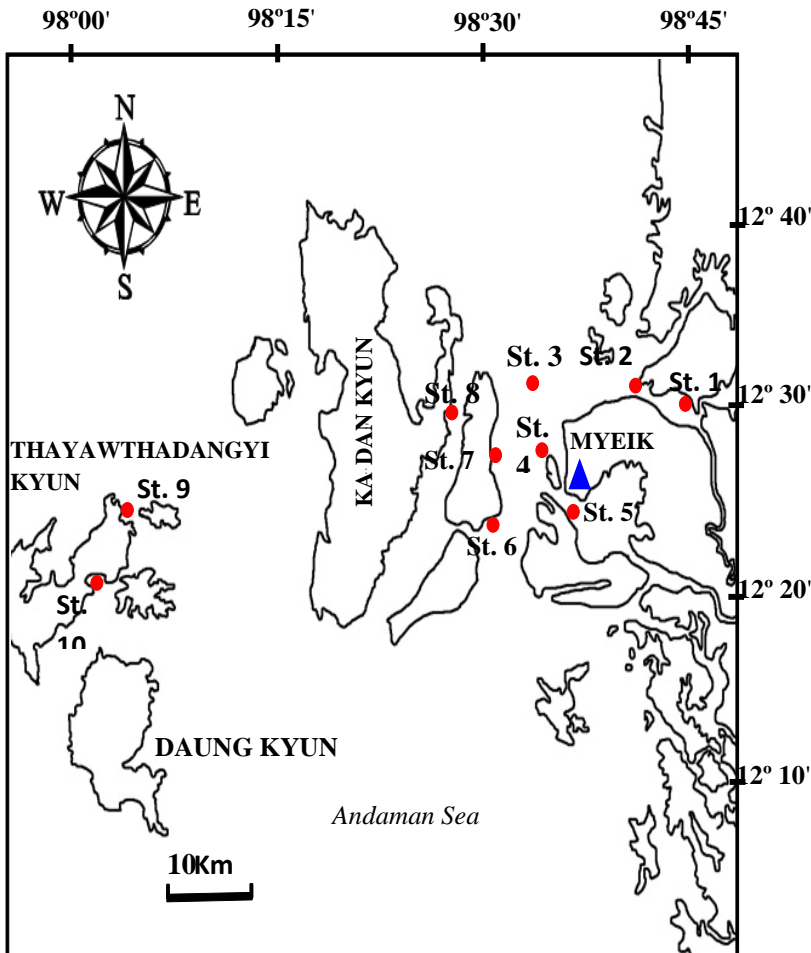 98º00' 98º15' 98º30' 98º45'
N
W E
S
12º 40'
St. 3 St. 2
St. 1
12º 30'
St. 8
KA DAN KYUN
St.
4
MYEIK
THAYAWTHADANGYI
KYUN
St. 7
St. 9
St. 5
St. 6
12º 20'
St.
10
DAUNG KYUN
12º 10'
Andaman Sea
10Km